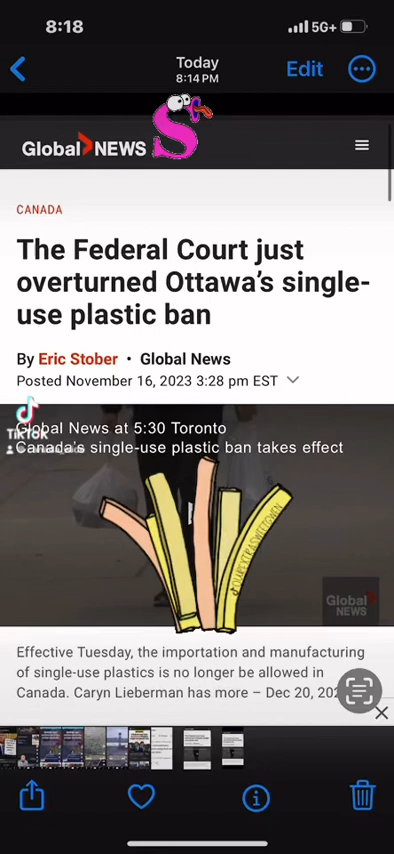 8:18
5G+
Today
8:14 PM
Edit
Global NEWS
S
CANADA
The Federal Court just
overturned Ottawa's single-
use plastic ban
By Eric Stober • Global News
Posted November 16, 2023 3:28 pm EST
Global News at 5:30 Toronto
TikTok
Canada's single-use plastic ban takes effect
Global
NEWS
Effective Tuesday, the importation and manufacturing
of single-use plastics is no longer be allowed in
Canada. Caryn Lieberman has more – Dec 20,